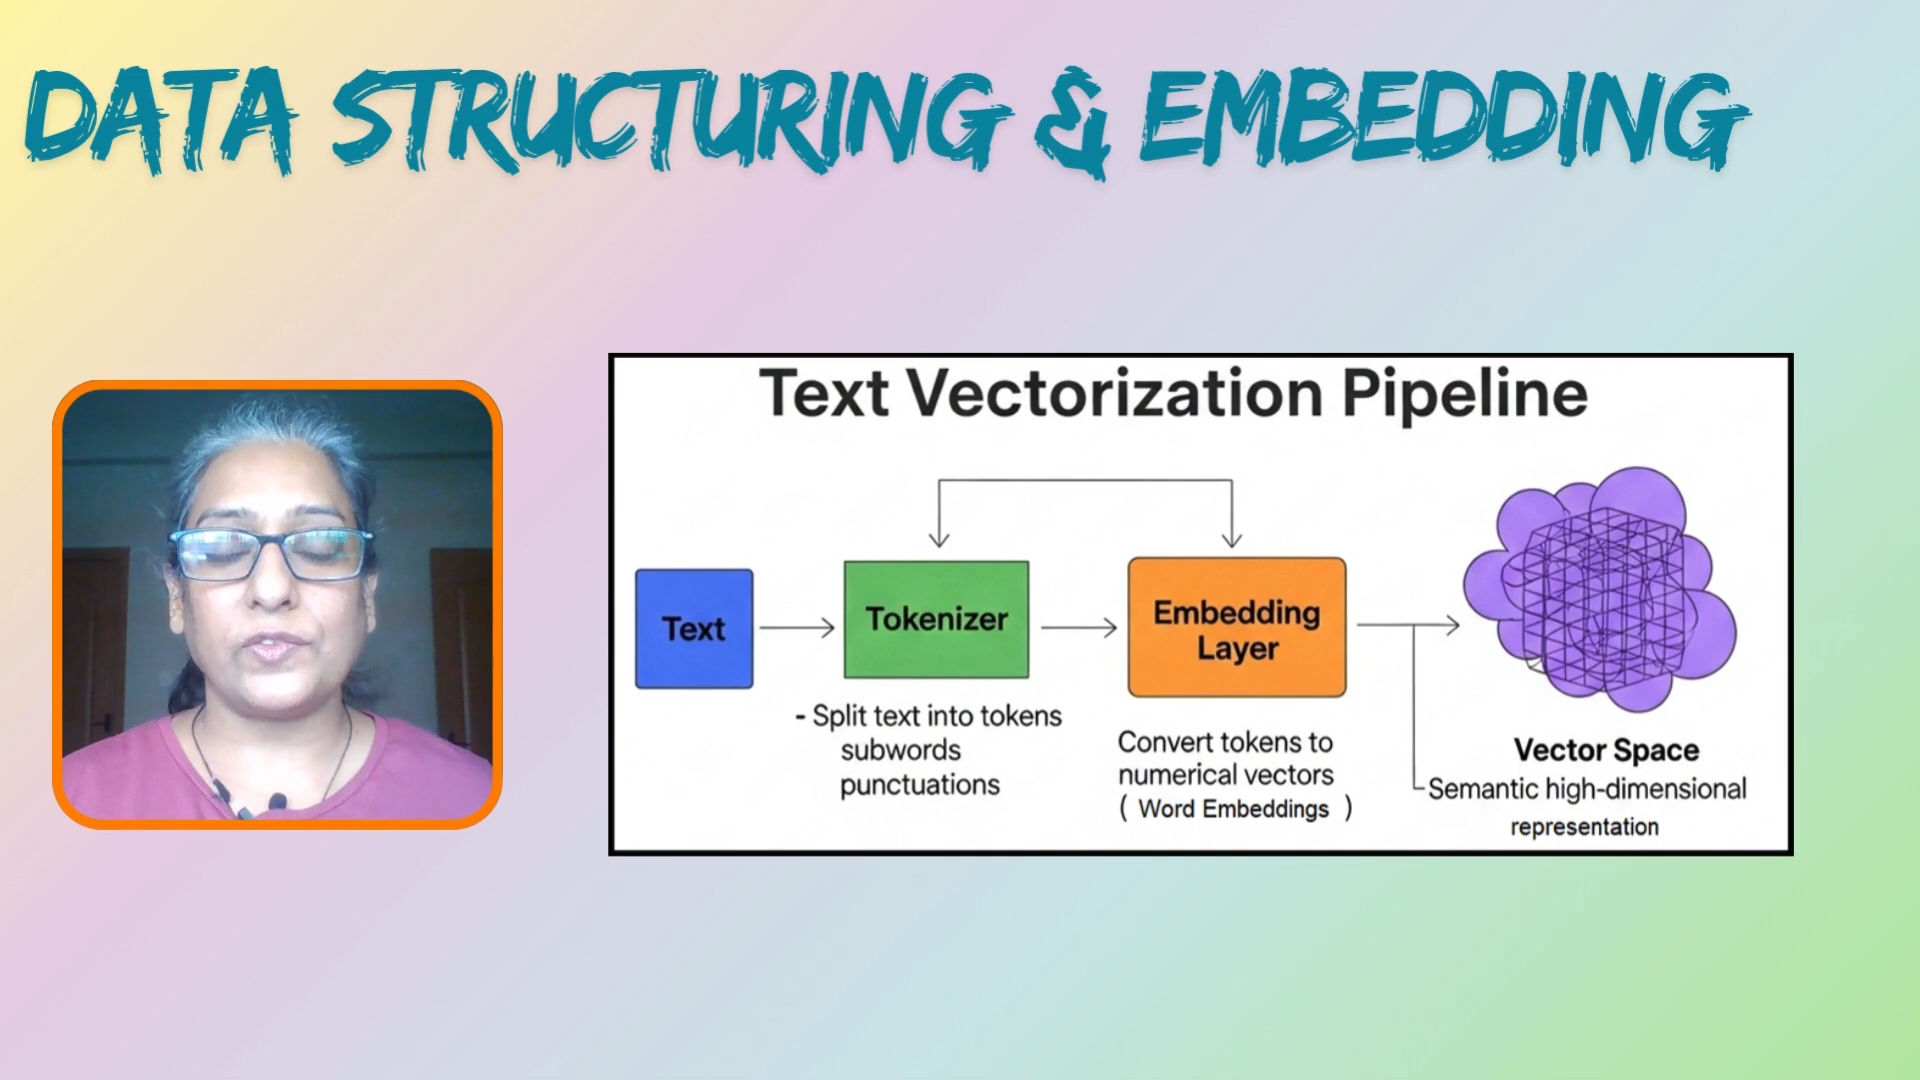 DATA STRUCTURING & EMBEDDING
Text Vectorization Pipeline
Text
Tokenizer
Embedding
Layer
- Split text into tokens
subwords
punctuations
Convert tokens to
numerical vectors
( Word Embeddings )
Vector Space
Semantic high-dimensional
representation